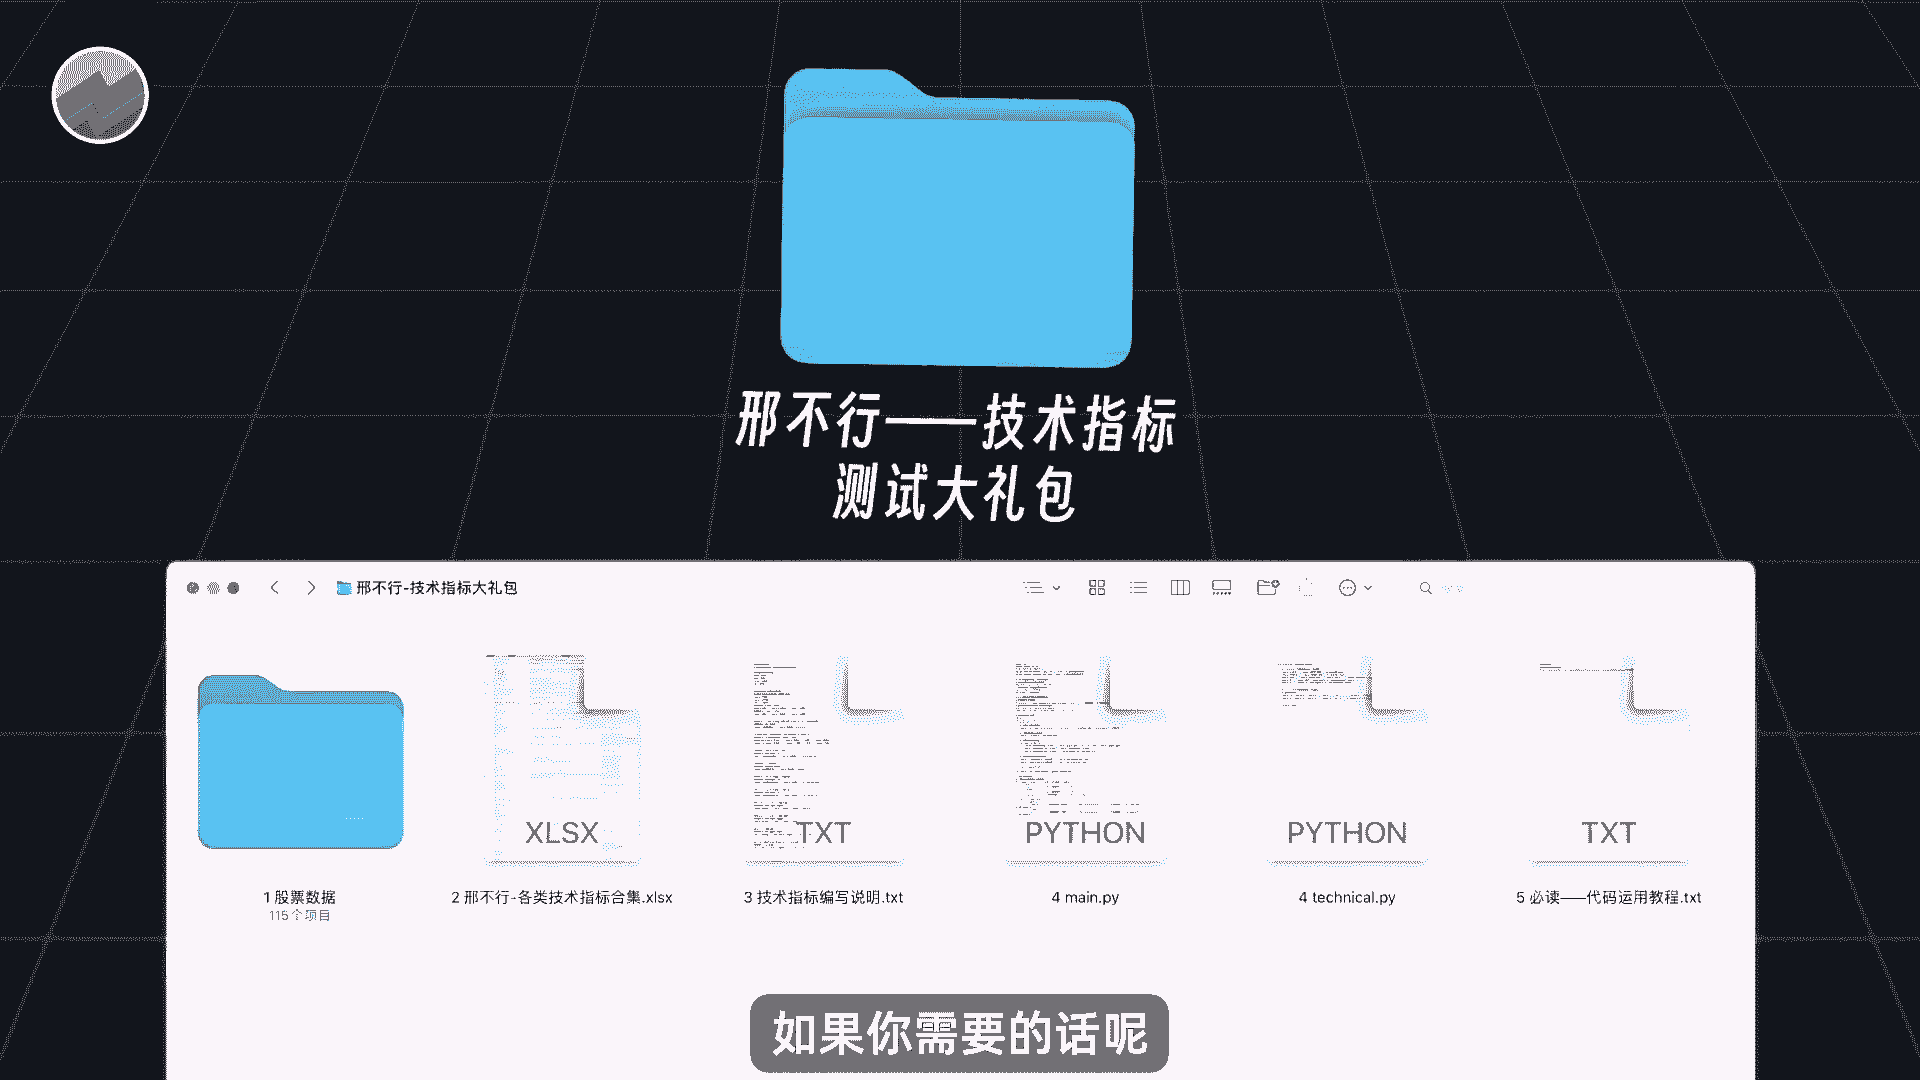 邢不行——技术指标
测试大礼包
邢不行-技术指标大礼包
XLSX
TXT
PYTHON
PYTHON
TXT
1 股票数据
2 邢不行-各类技术指标合集.xlsx
3 技术指标编写说明.txt
4 main.py
4 technical.py
5 必读——代码运用教程.txt
115个项目
如果你需要的话呢